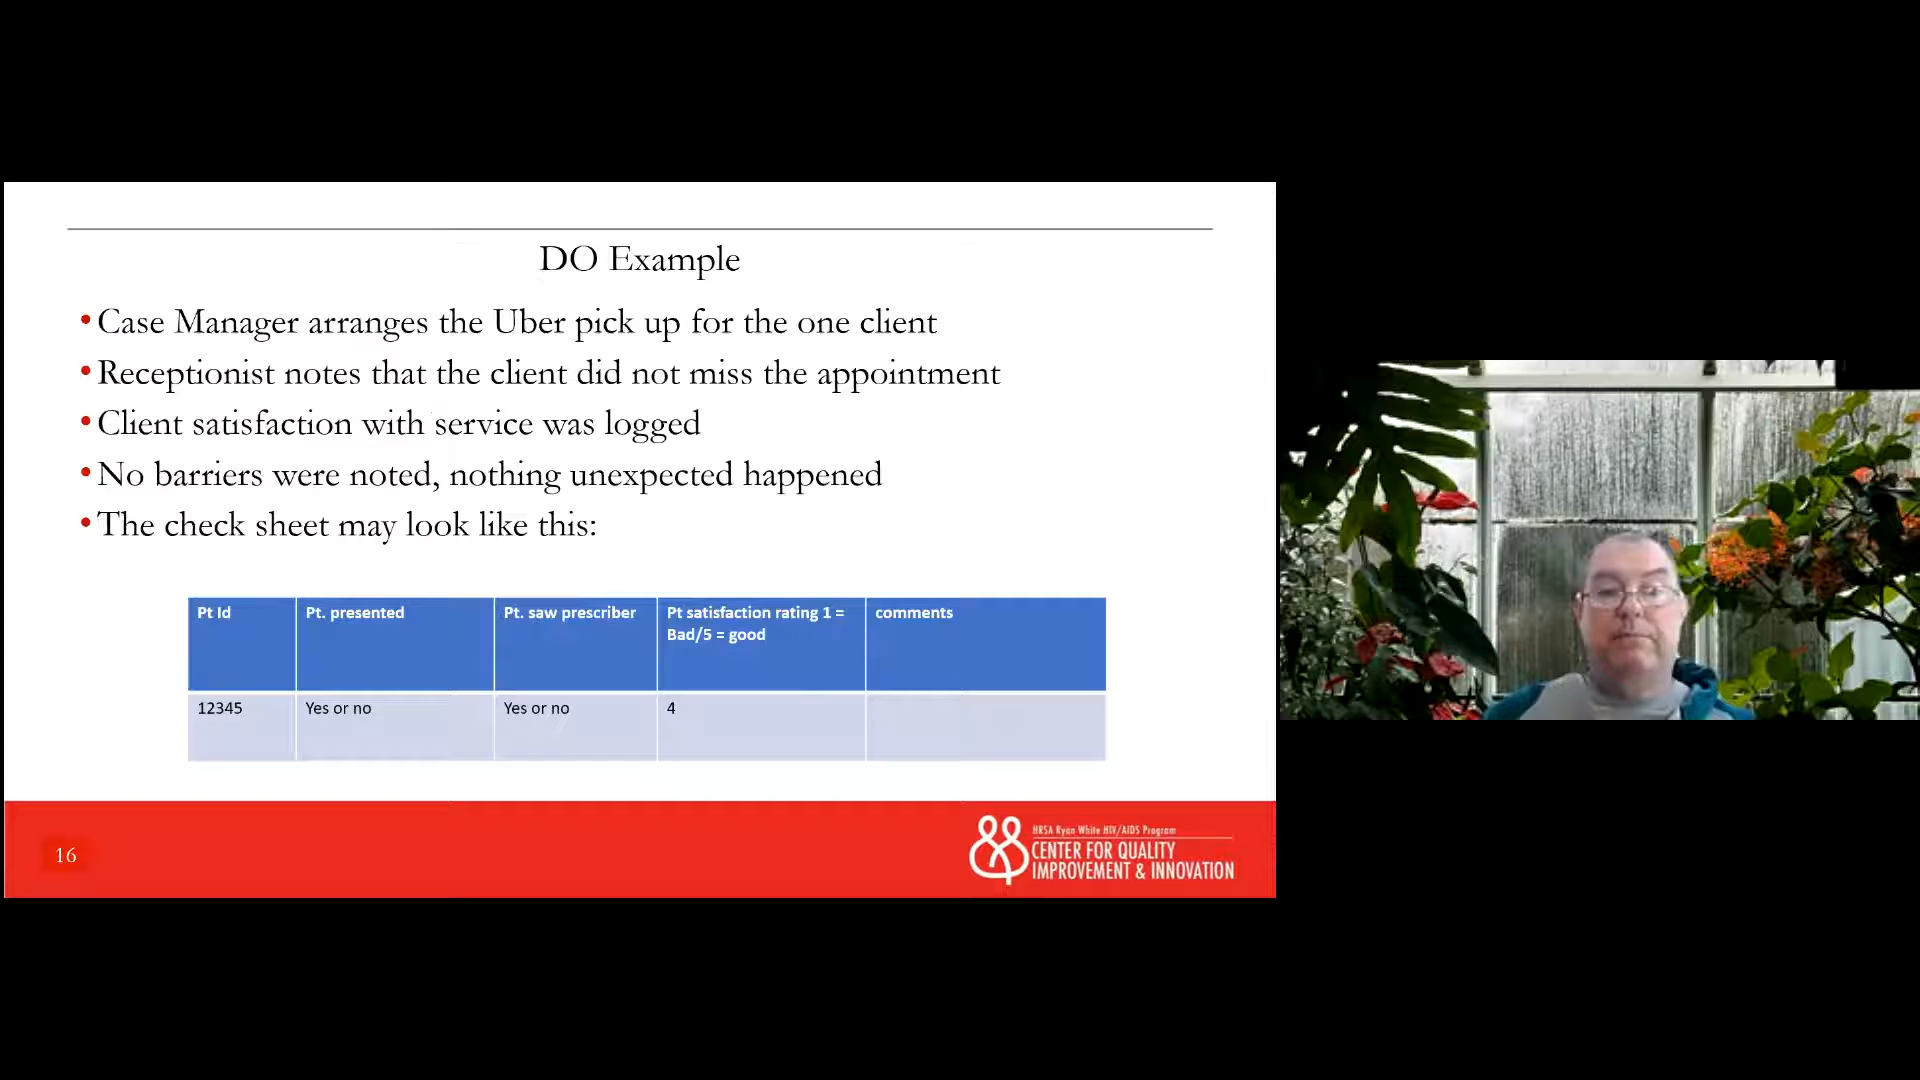 DO Example
•Case Manager arranges the Uber pick up for the one client
•Receptionist notes that the client did not miss the appointment
•Client satisfaction with service was logged
•No barriers were noted, nothing unexpected happened
•The check sheet may look like this:
Pt Id
Pt. presented
Pt. saw prescriber
Pt satisfaction rating 1 =
Bad/5 = good
comments
12345
Yes or no
Yes or no
4
16
HRSA Ryan White HIV/AIDS Program
CENTER FOR QUALITY
IMPROVEMENT & INNOVATION